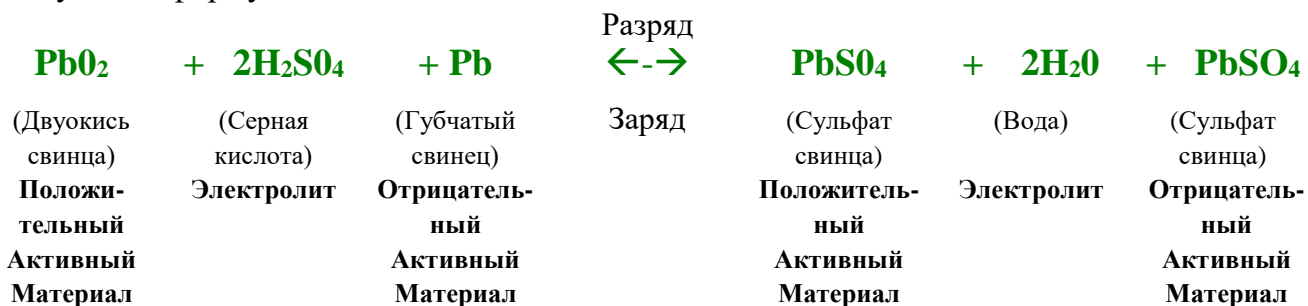 Разряд
Pb0₂ + 2H₂S0₄ + Pb ←-→ PbS0₄ + 2H₂0 + PbSO₄
(Двуокись (Серная (Губчатый Заряд (Сульфат (Вода) (Сульфат
свинца) кислота) свинец) свинца) свинца)
Положи- Электролит Отрицатель- Положитель- Электролит Отрицатель-
тельный ный ный ный
Активный Активный Активный Активный
Материал Материал Материал Материал